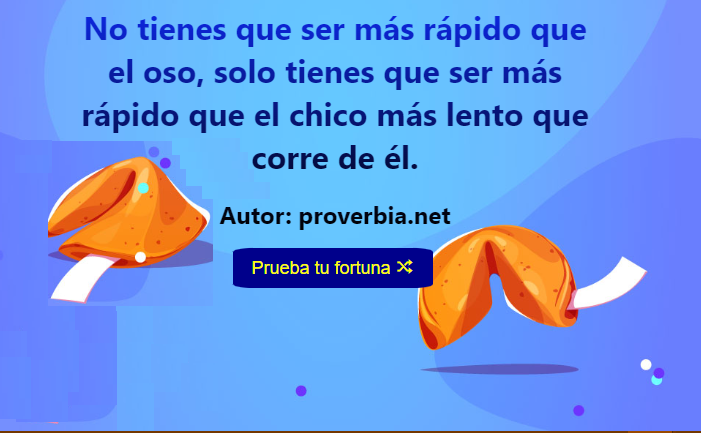 No tienes que ser más rápido que
el oso, solo tienes que ser más
rápido que el chico más lento que
corre de él.
Autor: proverbia.net
Prueba tu fortuna